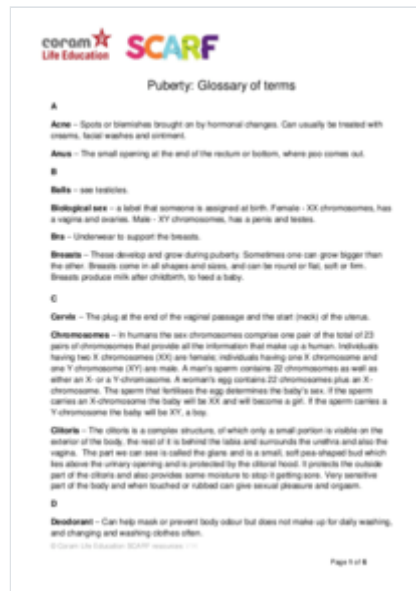 coram
Life Education
SCARF
Puberty: Glossary of terms
A
Acne – Spots or blemishes brought on by hormonal changes. Can usually be treated with
creams, facial washes and ointment.
Anus – The small opening at the end of the rectum or bottom, where poo comes out.
B
Balls – see testicles.
Biological sex – a label that someone is assigned at birth. Female - XX chromosomes, has
a vagina and ovaries. Male - XY chromosomes, has a penis and testes.
Bra – Underwear to support the breasts.
Breasts – These develop and grow during puberty. Sometimes one can grow bigger than
the other. Breasts come in all shapes and sizes, and can be round or flat, soft or firm.
Breasts produce milk after childbirth, to feed a baby.
C
Cervix – The plug at the end of the vaginal passage and the start (neck) of the uterus.
Chromosomes – In humans the sex chromosomes comprise one pair of the total of 23
pairs of chromosomes that provide all the information that make up a human. Individuals
having two X chromosomes (XX) are female; individuals having one X chromosome and
one Y chromosome (XY) are male. A man's sperm contains 22 chromosomes as well as
either an X- or a Y-chromosome. A woman's egg contains 22 chromosomes plus an X-
chromosome. The sperm that fertilises the egg determines the baby's sex. If the sperm
carries an X-chromosome the baby will be XX and will become a girl. If the sperm carries a
Y-chromosome the baby will be XY, a boy.
Clitoris – The clitoris is a complex structure, of which only a small portion is visible on the
exterior of the body, the rest of it is behind the labia and surrounds the urethra and also the
vagina. The part we can see is called the glans and is a small, soft pea-shaped bud which
lies above the urinary opening and is protected by the clitoral hood. It protects the outside
part of the clitoris and also provides some moisture to stop it getting sore. Very sensitive
part of the body and when touched or rubbed can give sexual pleasure and orgasm.
D
Deodorant – Can help mask or prevent body odour but does not make up for daily washing,
and changing and washing clothes often.
© Coram Life Education SCARF resources
Page 1 of 6